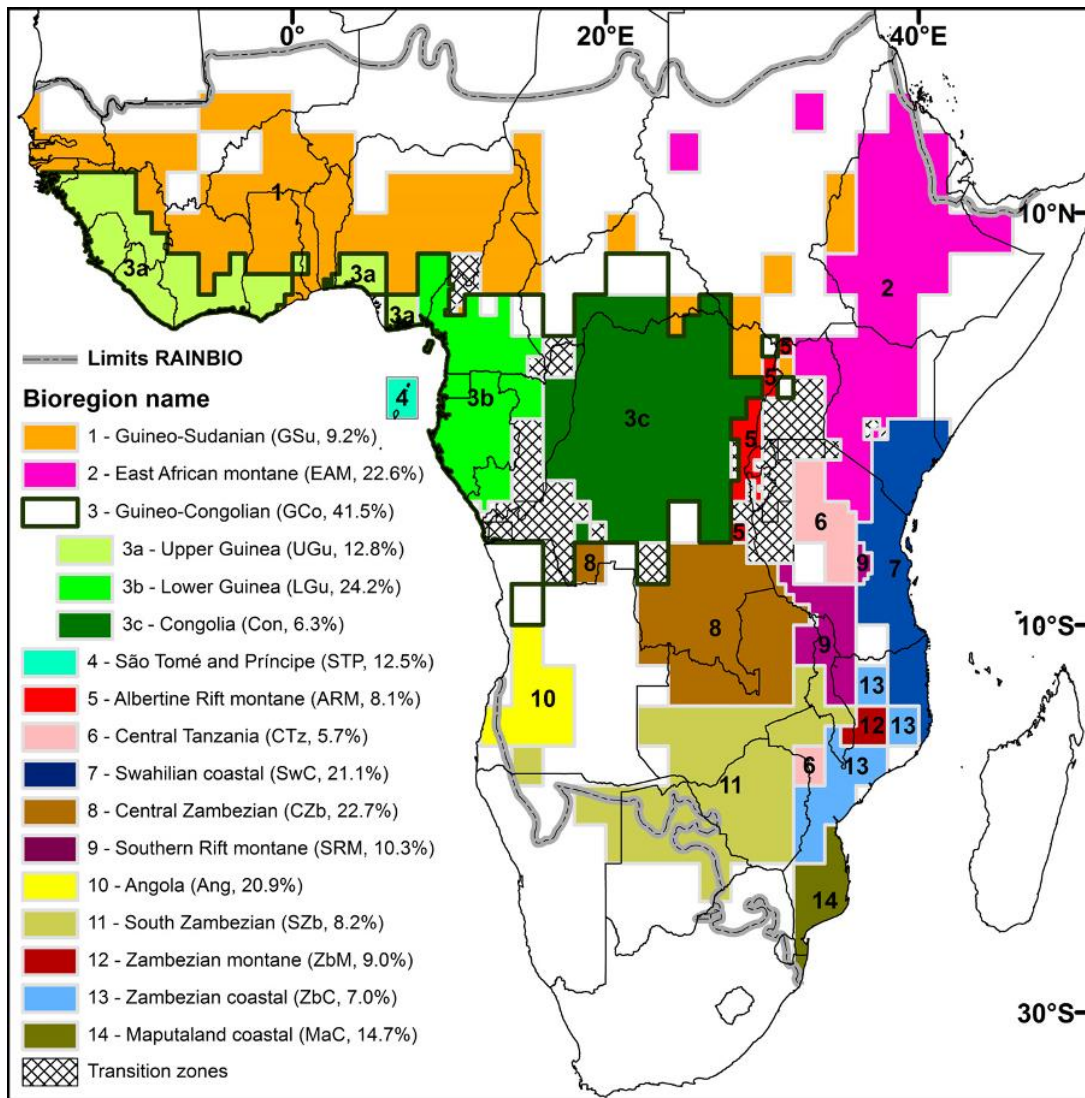 0°
20°E
40°E
10°N
1
3a
3a
2
3a
Limits RAINBIO
5
Bioregion name
4
3b
5
3c
5
1 - Guineo-Sudanian (GSu, 9.2%)
2 - East African montane (EAM, 22.6%)
3 - Guineo-Congolian (GCo, 41.5%)
6
5
3a - Upper Guinea (UGu, 12.8%)
8
9
7
3b - Lower Guinea (LGu, 24.2%)
3c - Congolia (Con, 6.3%)
8
10°S
9
4 - São Tomé and Príncipe (STP, 12.5%)
13
5 - Albertine Rift montane (ARM, 8.1%)
10
12
13
6 - Central Tanzania (CTz, 5.7%)
6
13
7 - Swahilian coastal (SwC, 21.1%)
11
8 - Central Zambezian (CZb, 22.7%)
9 - Southern Rift montane (SRM, 10.3%)
10 - Angola (Ang, 20.9%)
14
11 - South Zambezian (SZb, 8.2%)
12 - Zambezian montane (ZbM, 9.0%)
13 - Zambezian coastal (ZbC, 7.0%)
30°S
14 - Maputaland coastal (MaC, 14.7%)
Transition zones